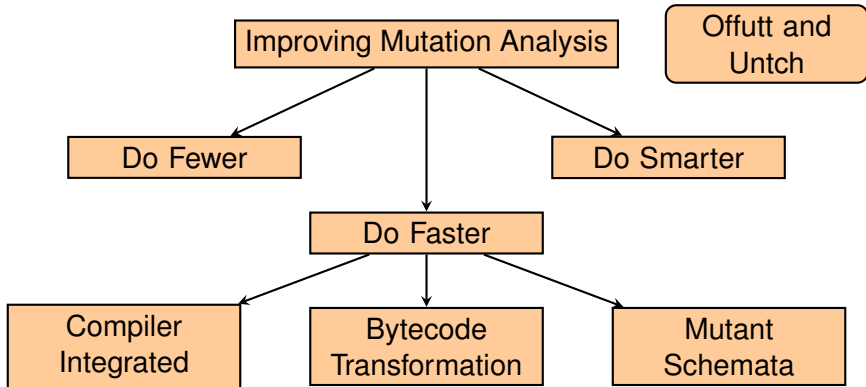 Improving Mutation Analysis
Offutt and
Untch
Do Fewer
Do Smarter
Do Faster
Compiler
Integrated
Bytecode
Transformation
Mutant
Schemata